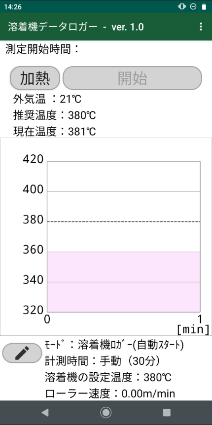 14:26
溶着機データロガー - ver. 1.0
測定開始時間：
加熱 開始
外気温 ：21℃
推奨温度：380℃
現在温度：381℃
420
400
380
360
340
320
0 1
[min]
ﾓｰﾄﾞ：溶着機ﾛｶﾞｰ(自動ｽﾀｰﾄ)
計測時間：手動（30分）
溶着機の設定温度：380℃
ローラー速度：0.00m/min